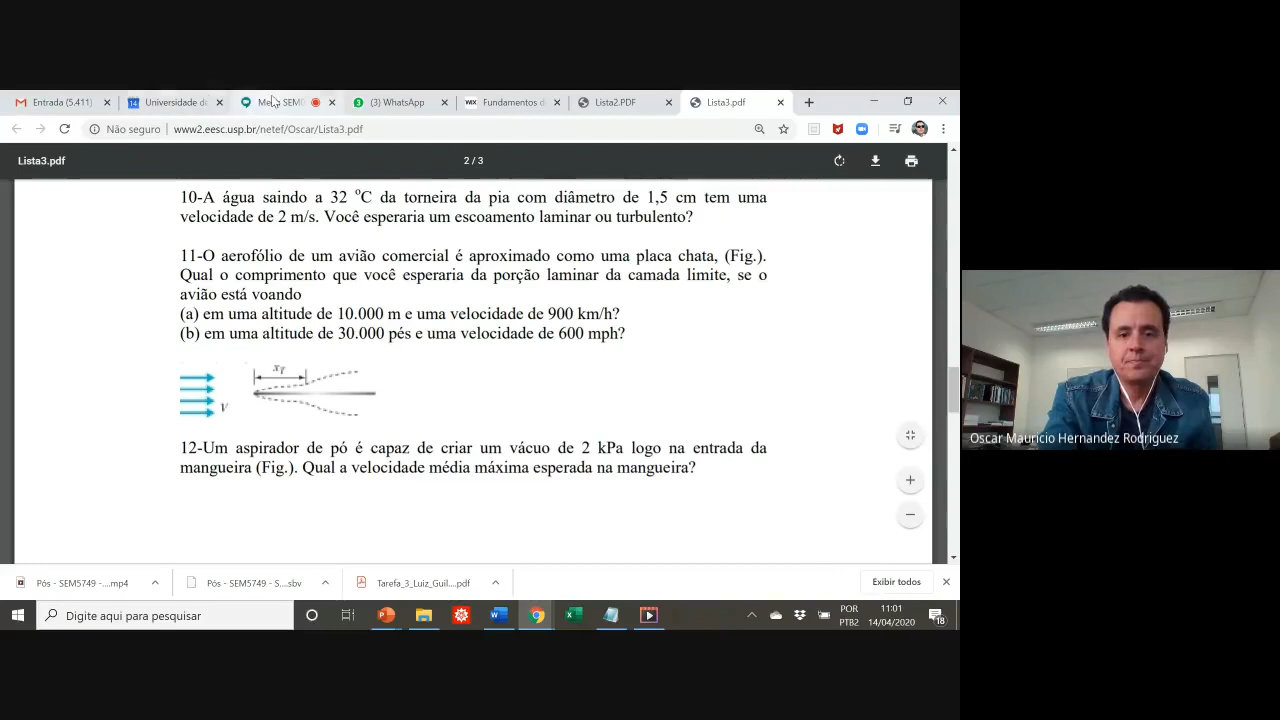 Entrada (5.411)
Universidade de
Meet SEM0
(3) WhatsApp
Fundamentos d
Lista2.PDF
Lista3.pdf
Não seguro | www2.eesc.usp.br/netef/Oscar/Lista3.pdf
Lista3.pdf
2 / 3
10-A água saindo a 32 °C da torneira da pia com diâmetro de 1,5 cm tem uma
velocidade de 2 m/s. Você esperaria um escoamento laminar ou turbulento?
11-O aerofólio de um avião comercial é aproximado como uma placa chata, (Fig.).
Qual o comprimento que você esperaria da porção laminar da camada limite, se o
avião está voando
(a) em uma altitude de 10.000 m e uma velocidade de 900 km/h?
(b) em uma altitude de 30.000 pés e uma velocidade de 600 mph?
xT
V
12-Um aspirador de pó é capaz de criar um vácuo de 2 kPa logo na entrada da
mangueira (Fig.). Qual a velocidade média máxima esperada na mangueira?
Oscar Mauricio Hernandez Rodriguez
Pós - SEM5749 -....mp4
Pós - SEM5749 - S....sbv
Tarefa_3_Luiz_Guil....pdf
Exibir todos
Digite aqui para pesquisar
POR
PTB2
11:01
14/04/2020
18